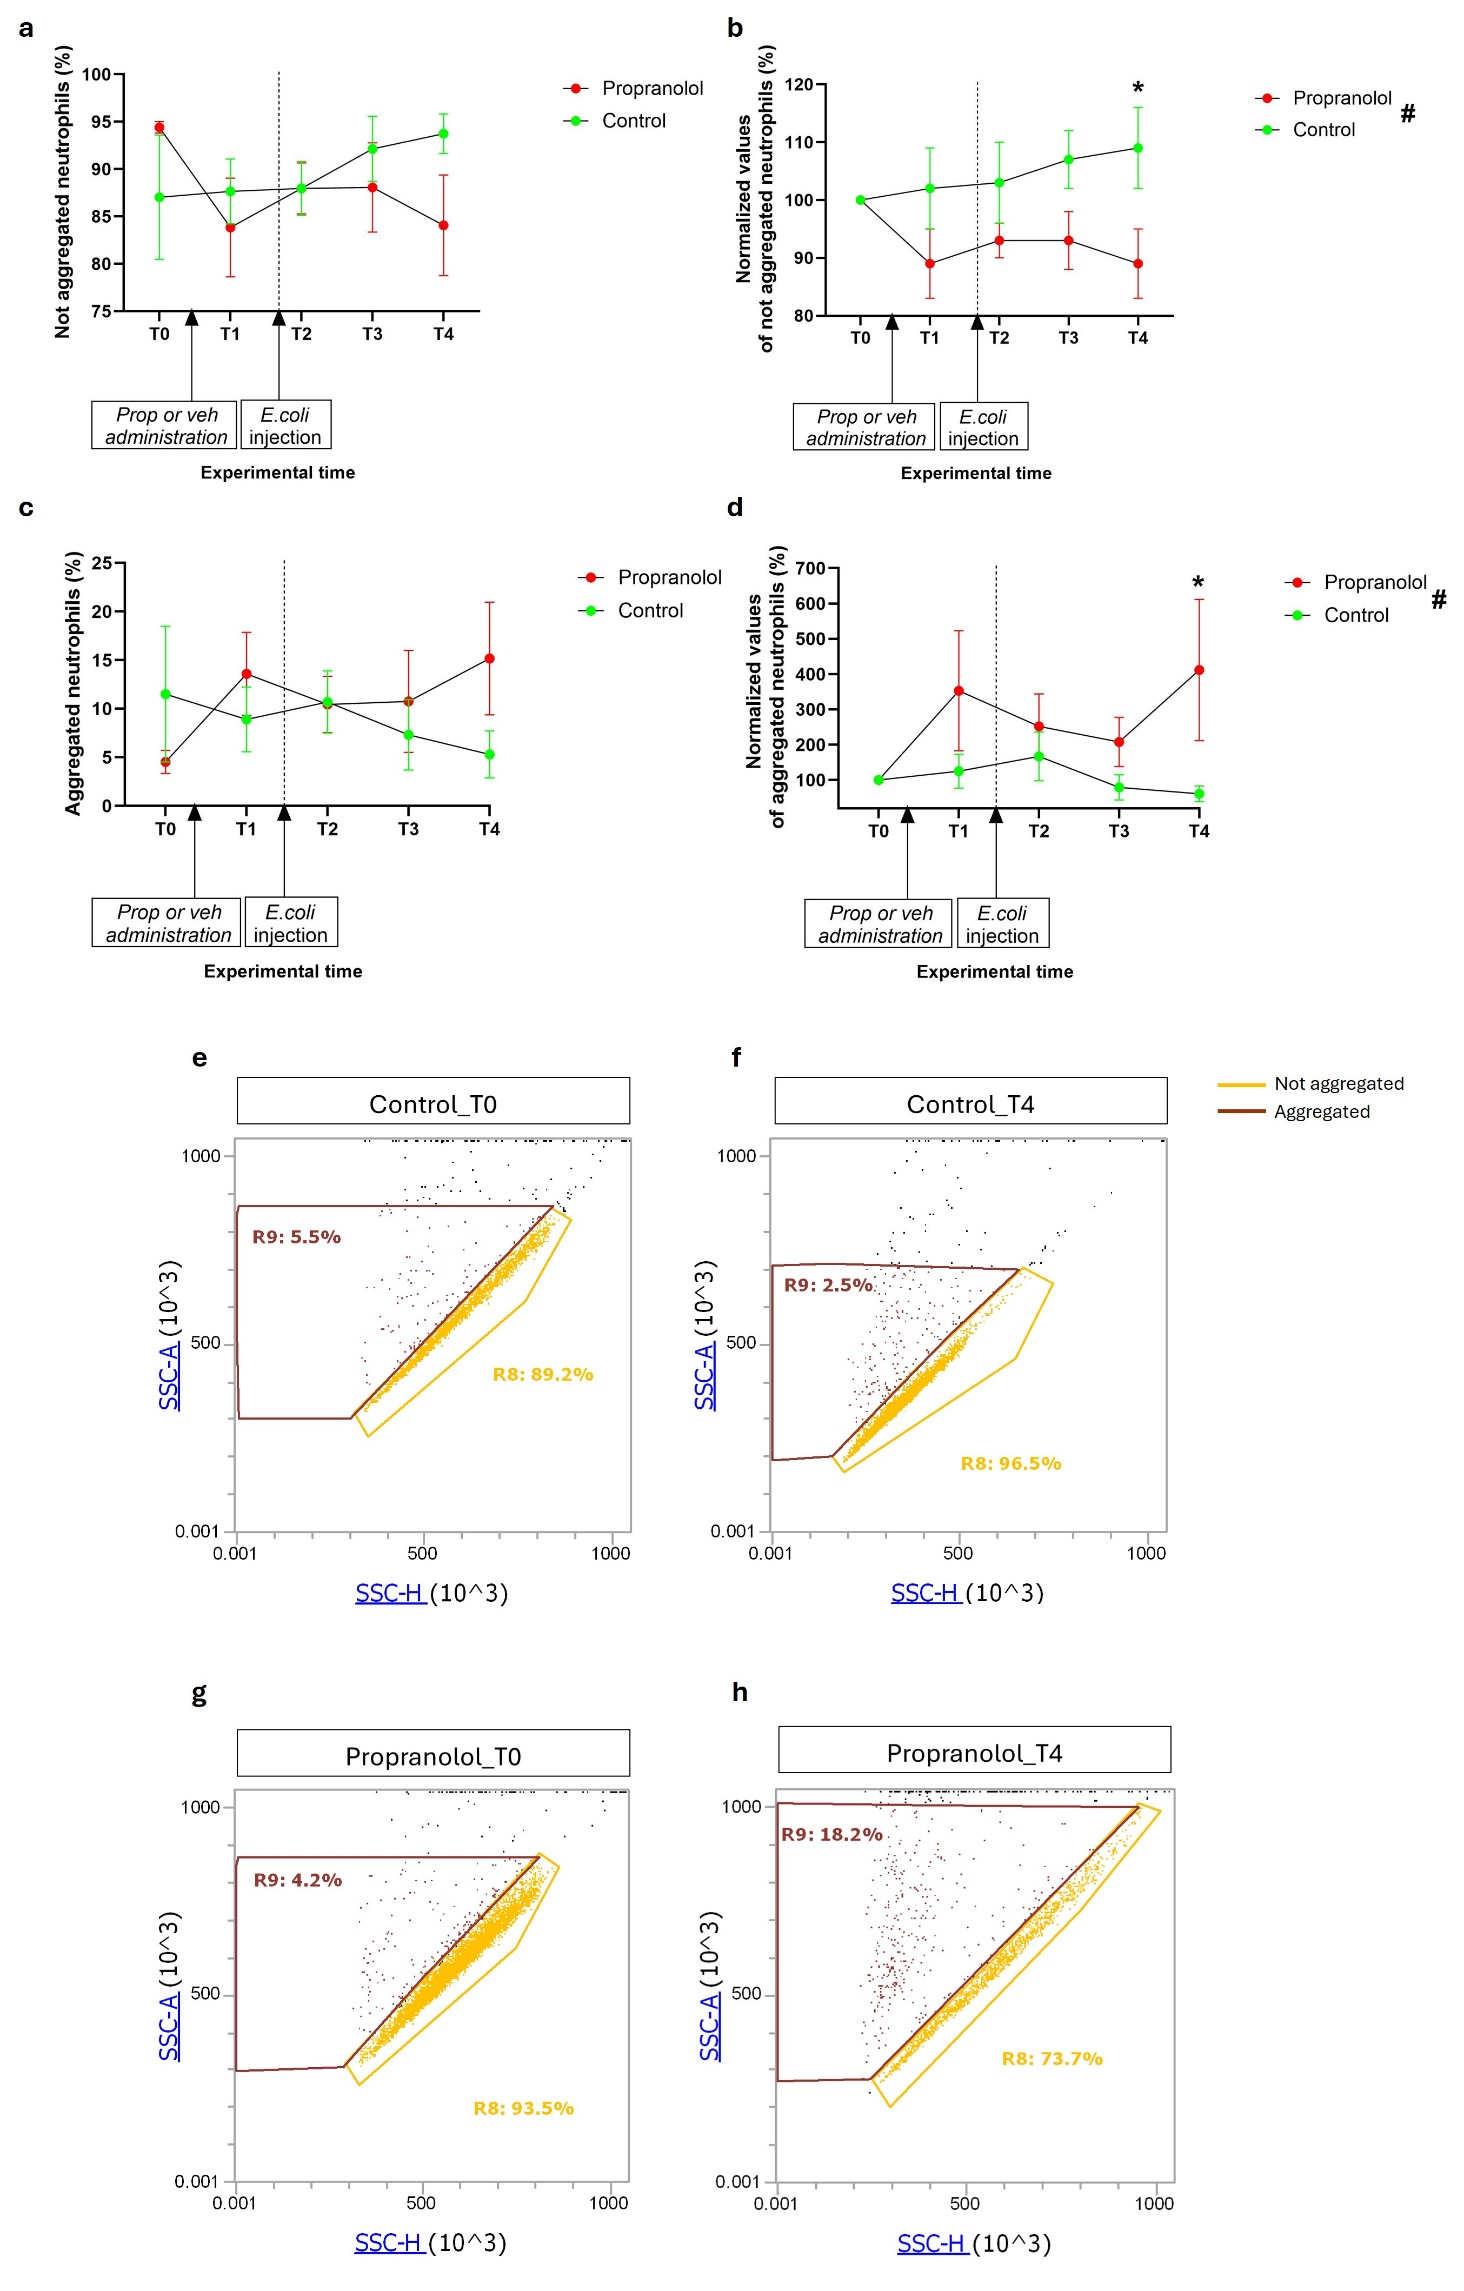 a
Not aggregated neutrophils (%)
100
95
90
85
80
75
T0 T1 T2 T3 T4
Propranolol
Control
Prop or veh
administration
E.coli
injection
Experimental time
b
Normalized values
of not aggregated neutrophils (%)
120
110
100
90
80
*
T0 T1 T2 T3 T4
Propranolol
Control
#
Prop or veh
administration
E.coli
injection
Experimental time
c
Aggregated neutrophils (%)
25
20
15
10
5
0
T0 T1 T2 T3 T4
Propranolol
Control
Prop or veh
administration
E.coli
injection
Experimental time
d
Normalized values
of aggregated neutrophils (%)
700
600
500
400
300
200
100
*
T0 T1 T2 T3 T4
Propranolol
Control
#
Prop or veh
administration
E.coli
injection
Experimental time
e
Control_T0
SSC-A (10^3)
1000
500
0.001
R9: 5.5%
R8: 89.2%
0.001 500 1000
SSC-H (10^3)
f
Control_T4
SSC-A (10^3)
1000
500
0.001
R9: 2.5%
R8: 96.5%
0.001 500 1000
SSC-H (10^3)
Not aggregated
Aggregated
g
Propranolol_T0
SSC-A (10^3)
1000
500
0.001
R9: 4.2%
R8: 93.5%
0.001 500 1000
SSC-H (10^3)
h
Propranolol_T4
SSC-A (10^3)
1000
500
0.001
R9: 18.2%
R8: 73.7%
0.001 500 1000
SSC-H (10^3)